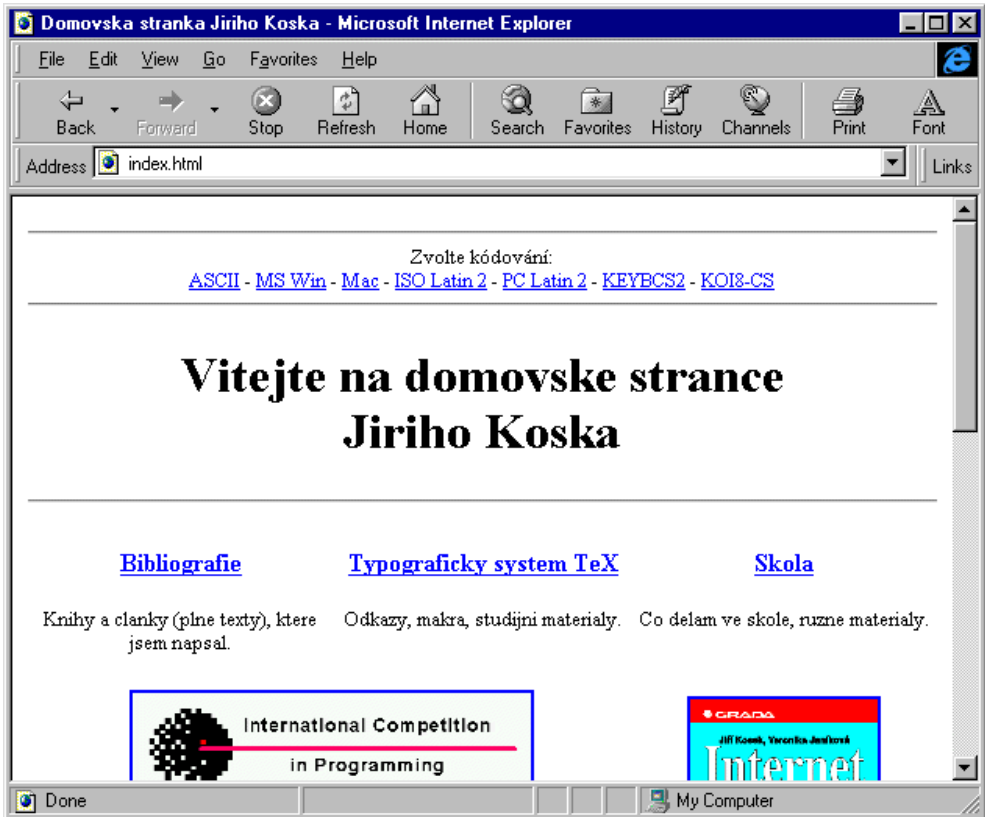 Domovska stranka Jiriho Koska - Microsoft Internet Explorer
File Edit View Go Favorites Help
Back Forward Stop Refresh Home Search Favorites History Channels Print Font
Address index.html Links
Zvolte kódování:
ASCII - MS Win - Mac - ISO Latin 2 - PC Latin 2 - KEYBCS2 - KOI8-CS
Vitejte na domovske strance
Jiriho Koska
Bibliografie Typograficky system TeX Skola
Knihy a clanky (plne texty), ktere Odkazy, makra, studijni materialy. Co delam ve skole, ruzne materialy.
jsem napsal.
GRADA
International Competition
Jiří Kosek, Veronika Janíková
in Programming
Internet
Done My Computer